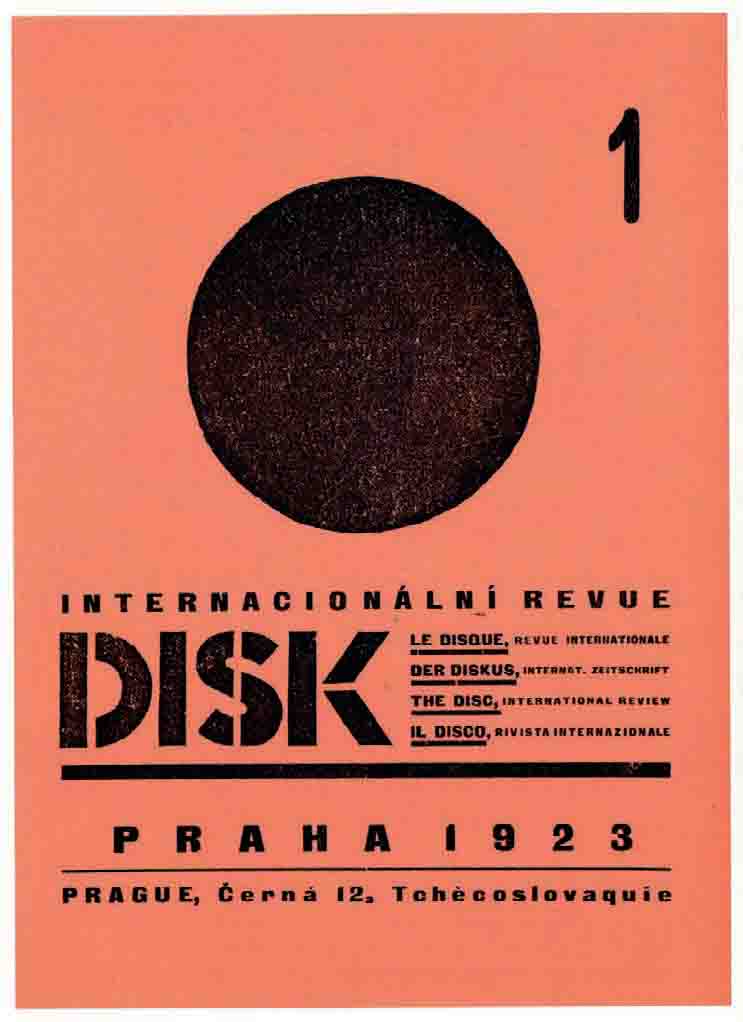 1
INTERNACIONÁLNÍ REVUE
DISK
LE DISQUE, REVUE INTERNATIONALE
DER DISKUS, INTERNAT. ZEITSCHRIFT
THE DISC, INTERNATIONAL REVIEW
IL DISCO, RIVISTA INTERNAZIONALE
PRAHA 1923
PRAGUE, Černá 12, Tchècoslovaquie